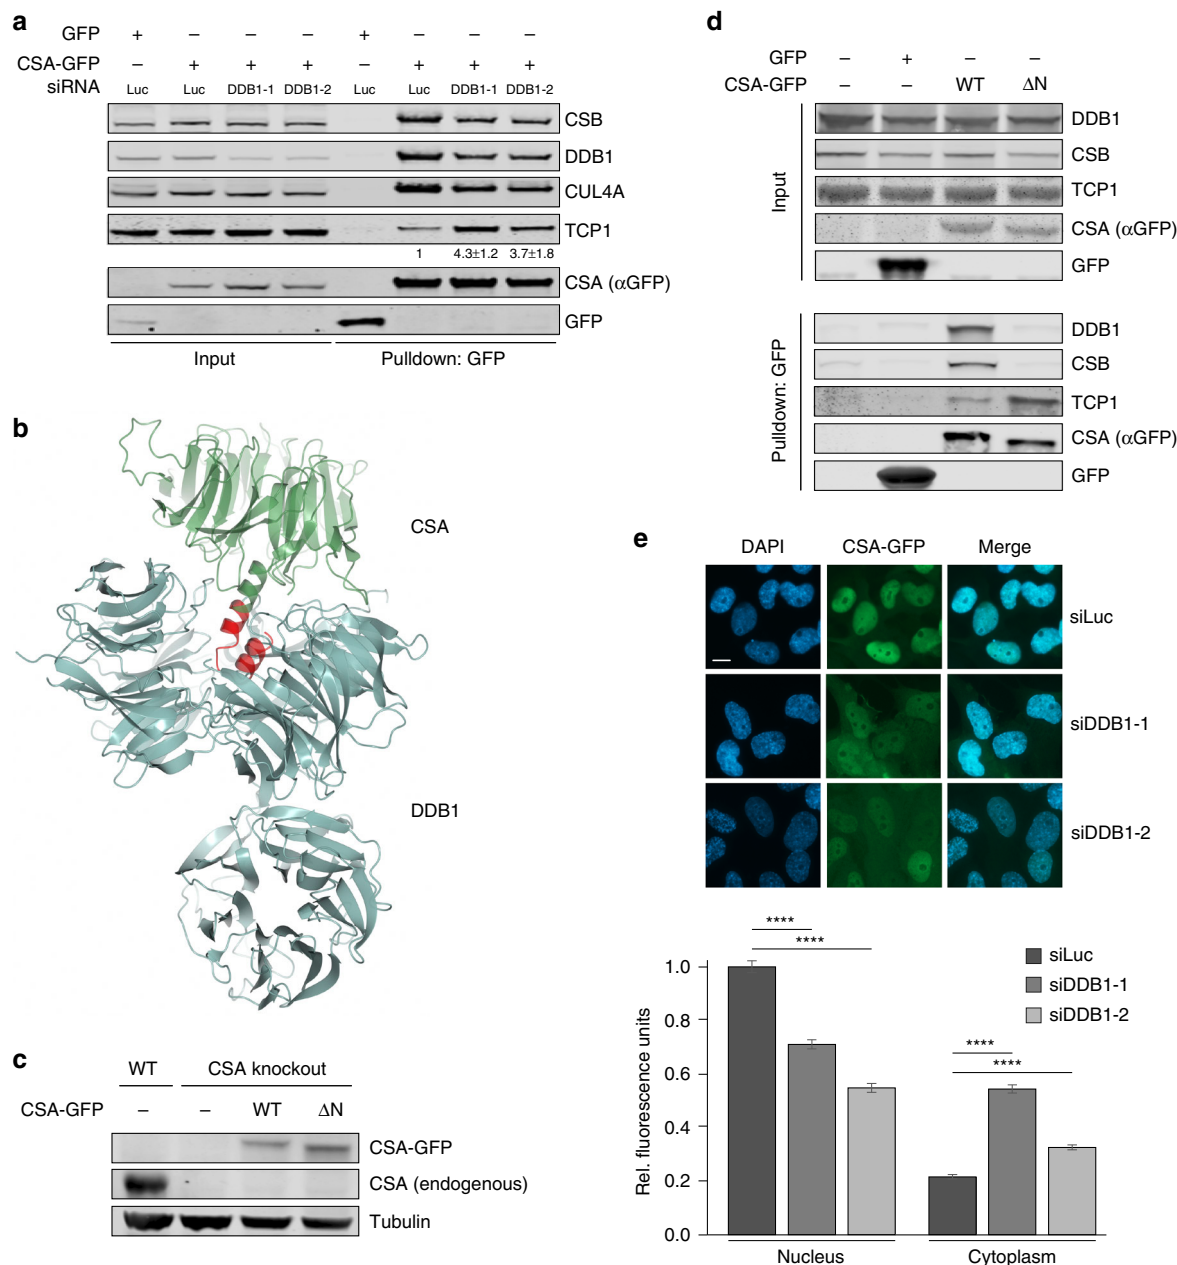 a
GFP + – – – + – – –
CSA-GFP – + + + – + + +
siRNA Luc Luc DDB1-1 DDB1-2 Luc Luc DDB1-1 DDB1-2
CSB
DDB1
CUL4A
TCP1
1 4.3±1.2 3.7±1.8
CSA (αGFP)
GFP
Input Pulldown: GFP
b
CSA
DDB1
c
WT CSA knockout
CSA-GFP – – WT ΔN
CSA-GFP
CSA (endogenous)
Tubulin
d
GFP – + – –
CSA-GFP – – WT ΔN
Input
DDB1
CSB
TCP1
CSA (αGFP)
GFP
Pulldown: GFP
DDB1
CSB
TCP1
CSA (αGFP)
GFP
e
DAPI CSA-GFP Merge
siLuc
siDDB1-1
siDDB1-2
****
****
siLuc
siDDB1-1
siDDB1-2
****
****
Rel. fluorescence units
1.0
0.8
0.6
0.4
0.2
0.0
Nucleus Cytoplasm